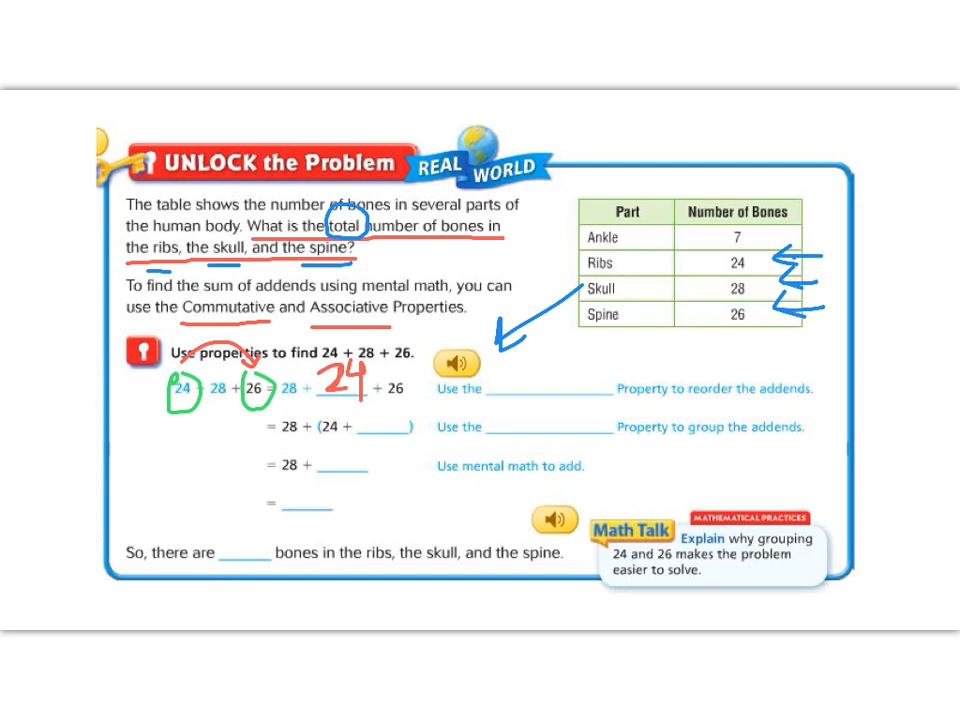 UNLOCK the Problem REAL WORLD
The table shows the number of bones in several parts of
the human body. What is the total number of bones in
the ribs, the skull, and the spine?
To find the sum of addends using mental math, you can
use the Commutative and Associative Properties.
Part Number of Bones
Ankle 7
Ribs 24
Skull 28
Spine 26
Use properties to find 24 + 28 + 26.
24 + 28 + 26 = 28 + 24 + 26 Use the ____ Property to reorder the addends.
= 28 + (24 + ____) Use the ____ Property to group the addends.
= 28 + ____ Use mental math to add.
= ____
So, there are ____ bones in the ribs, the skull, and the spine.
MATHEMATICAL PRACTICES
Math Talk Explain why grouping
24 and 26 makes the problem
easier to solve.